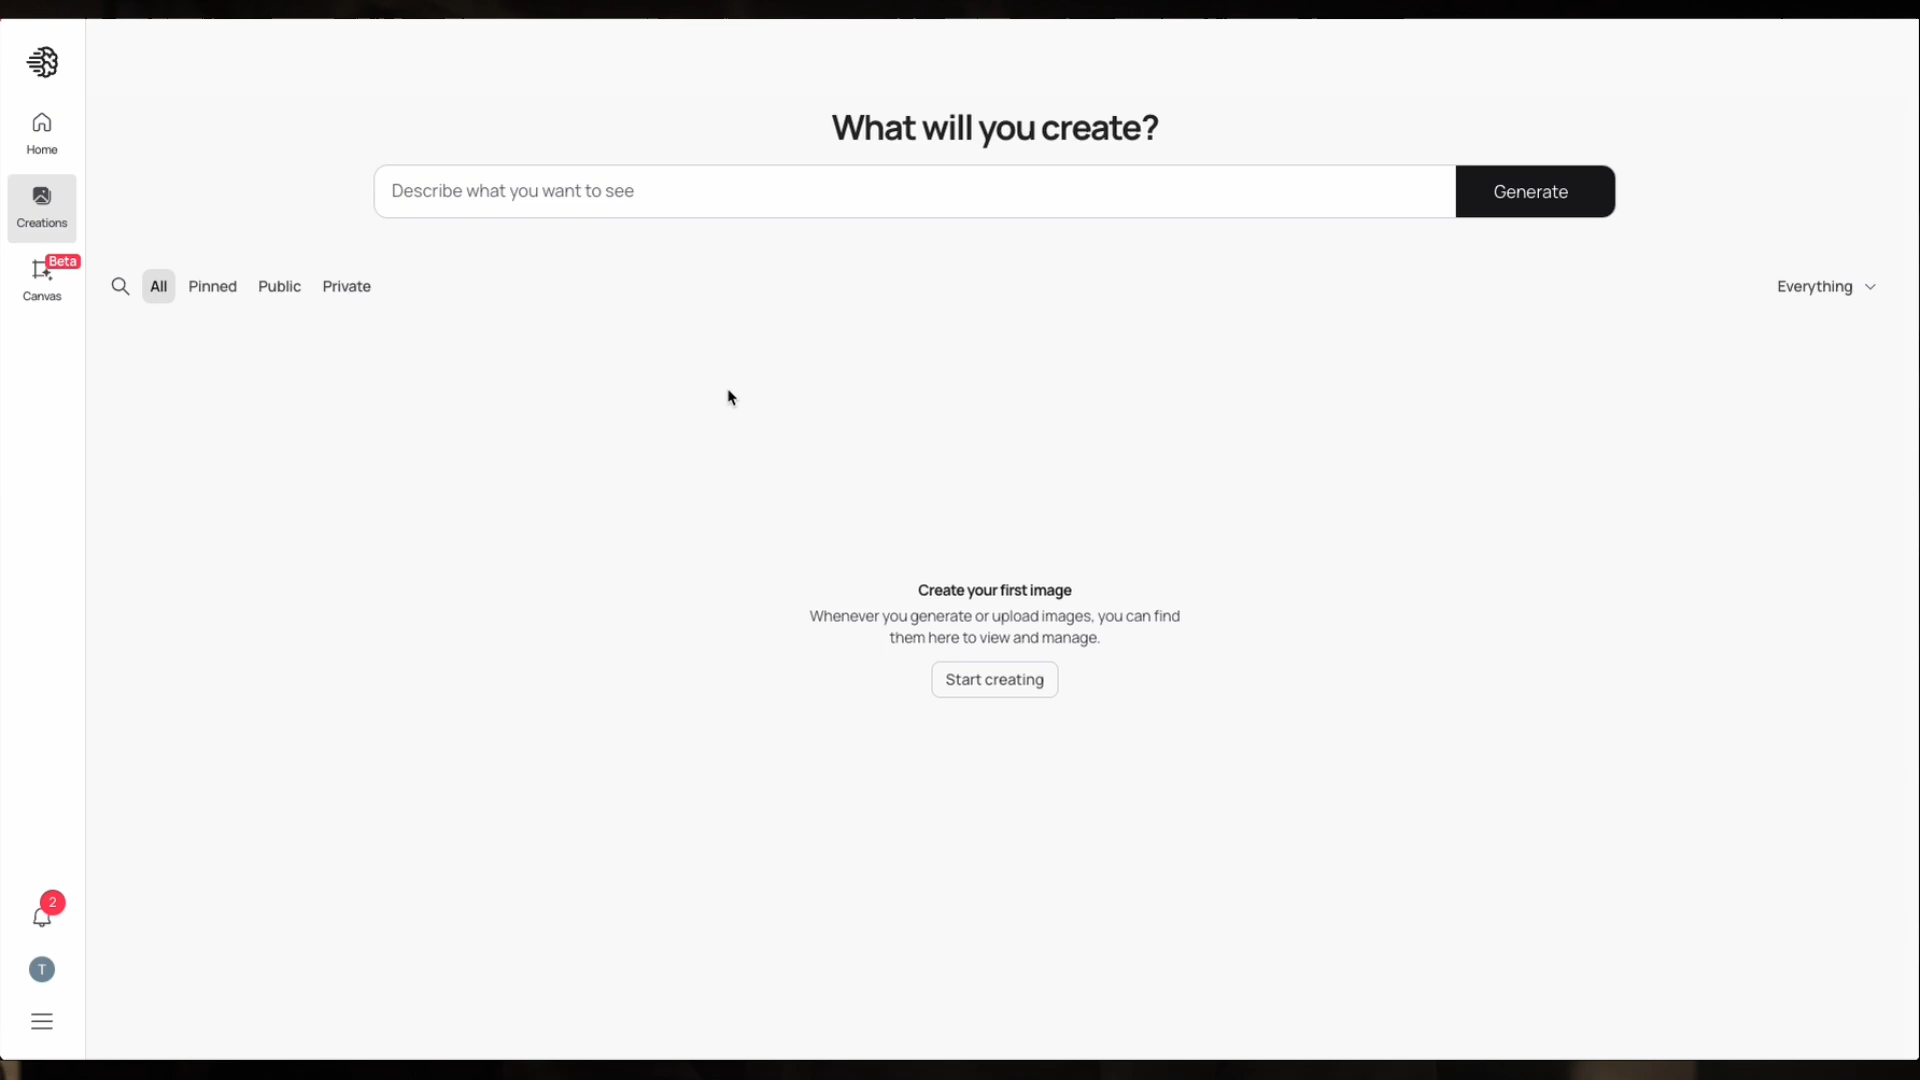 What will you create?
Describe what you want to see
Generate
Home
Creations
Beta
Canvas
All
Pinned
Public
Private
Everything
Create your first image
Whenever you generate or upload images, you can find
them here to view and manage.
Start creating
2
T